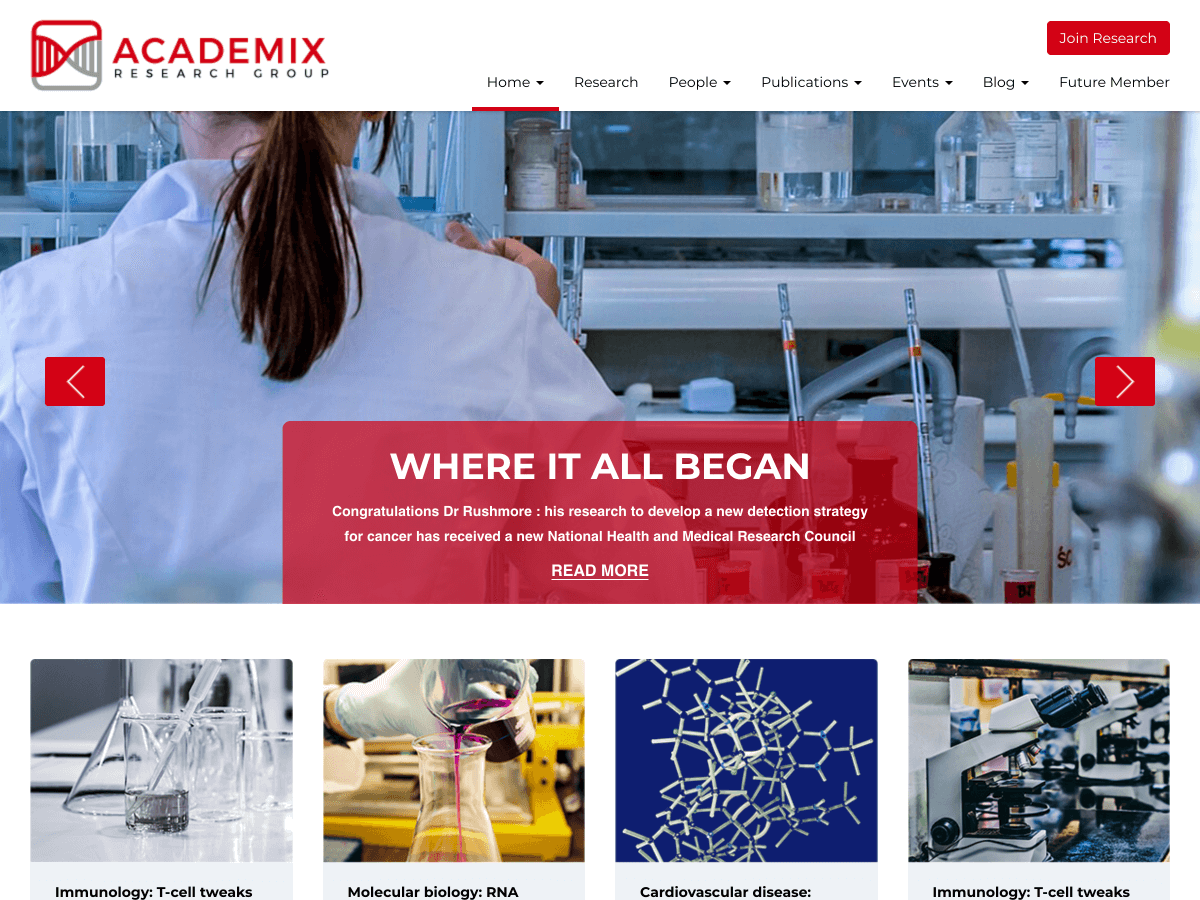 ACADEMIX
RESEARCH GROUP
Join Research
Home
Research
People
Publications
Events
Blog
Future Member
WHERE IT ALL BEGAN
Congratulations Dr Rushmore : his research to develop a new detection strategy
for cancer has received a new National Health and Medical Research Council
READ MORE
Immunology: T-cell tweaks
Molecular biology: RNA
Cardiovascular disease:
Immunology: T-cell tweaks